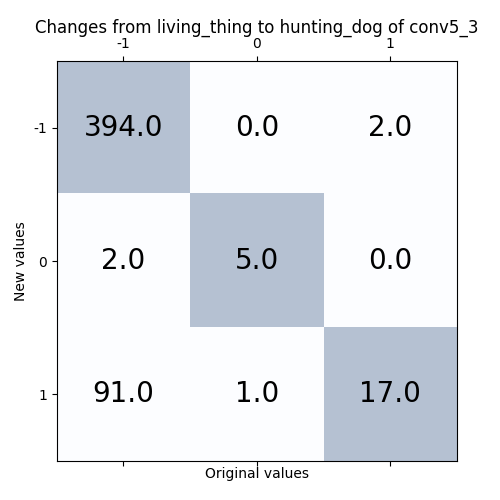 Changes from living_thing to hunting_dog of conv5_3
-1 0 1
-1 394.0 0.0 2.0
0 2.0 5.0 0.0
1 91.0 1.0 17.0
New values
Original values